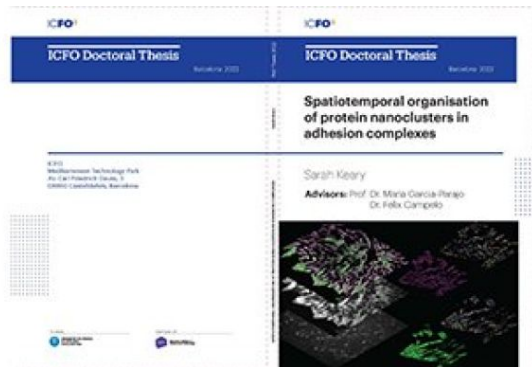 ICFO
ICFO Doctoral Thesis
Barcelona 2022
ICFO
Mediterranean Technology Park
Av. Carl Friedrich Gauss, 3
08860 Castelldefels, Barcelona
ICFO
ICFO Doctoral Thesis
Barcelona 2022
Spatiotemporal organisation
of protein nanoclusters in
adhesion complexes
Sarah Keary
Advisors: Prof. Dr. Maria Garcia-Parajo
Dr. Felix Campelo